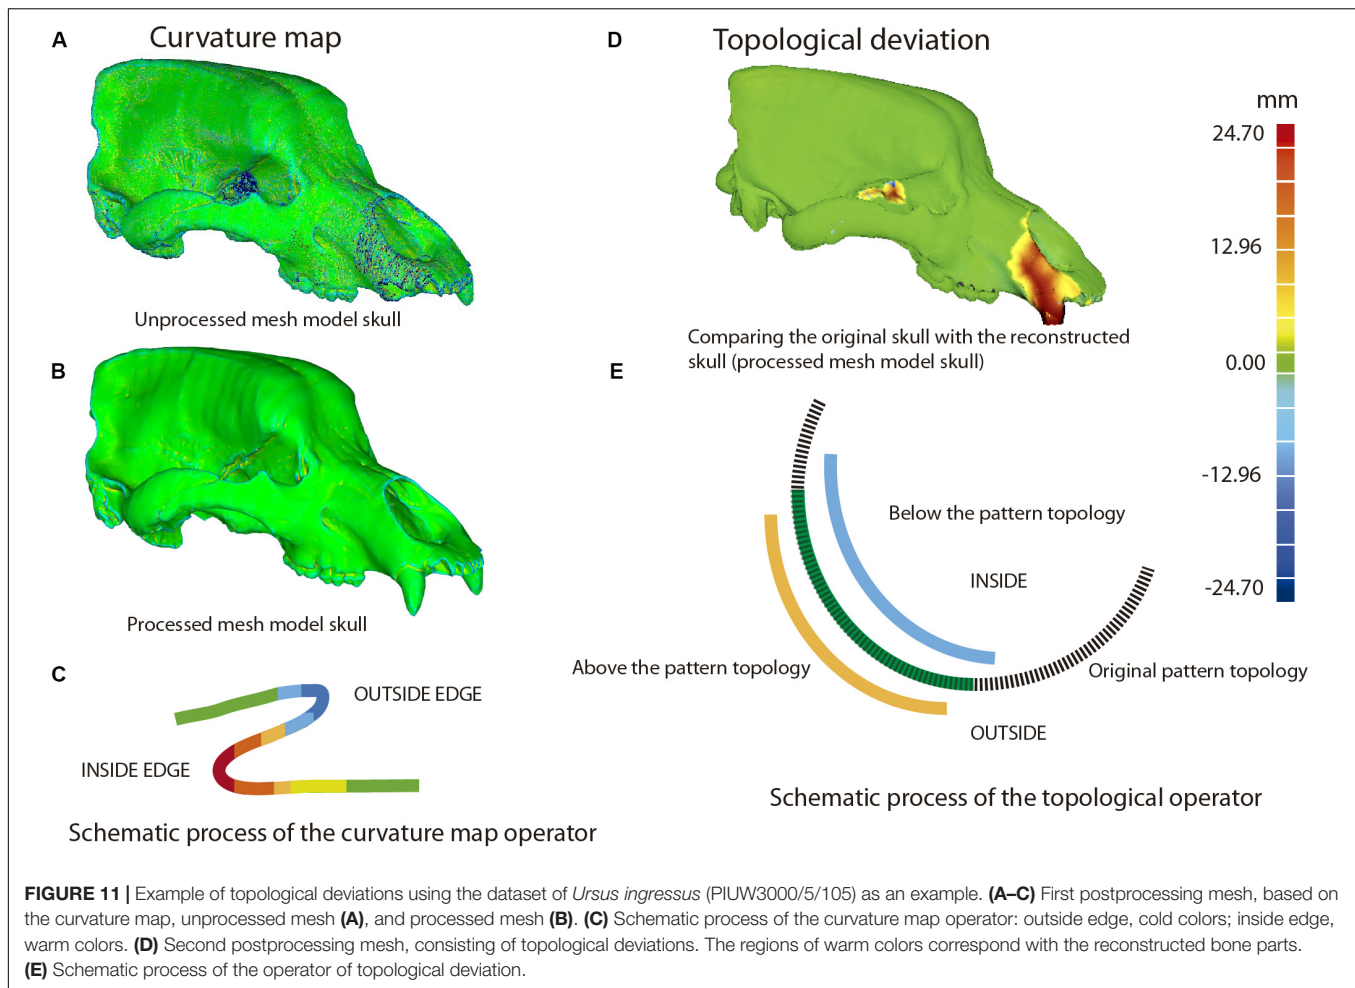 A
Curvature map
Unprocessed mesh model skull
B
Processed mesh model skull
C
OUTSIDE EDGE
INSIDE EDGE
Schematic process of the curvature map operator
D
Topological deviation
mm
24.70
12.96
0.00
-12.96
-24.70
Comparing the original skull with the reconstructed
skull (processed mesh model skull)
E
Below the pattern topology
INSIDE
Above the pattern topology
Original pattern topology
OUTSIDE
Schematic process of the topological operator
FIGURE 11 | Example of topological deviations using the dataset of Ursus ingressus (PIUW3000/5/105) as an example. (A–C) First postprocessing mesh, based on
the curvature map, unprocessed mesh (A), and processed mesh (B). (C) Schematic process of the curvature map operator: outside edge, cold colors; inside edge,
warm colors. (D) Second postprocessing mesh, consisting of topological deviations. The regions of warm colors correspond with the reconstructed bone parts.
(E) Schematic process of the operator of topological deviation.